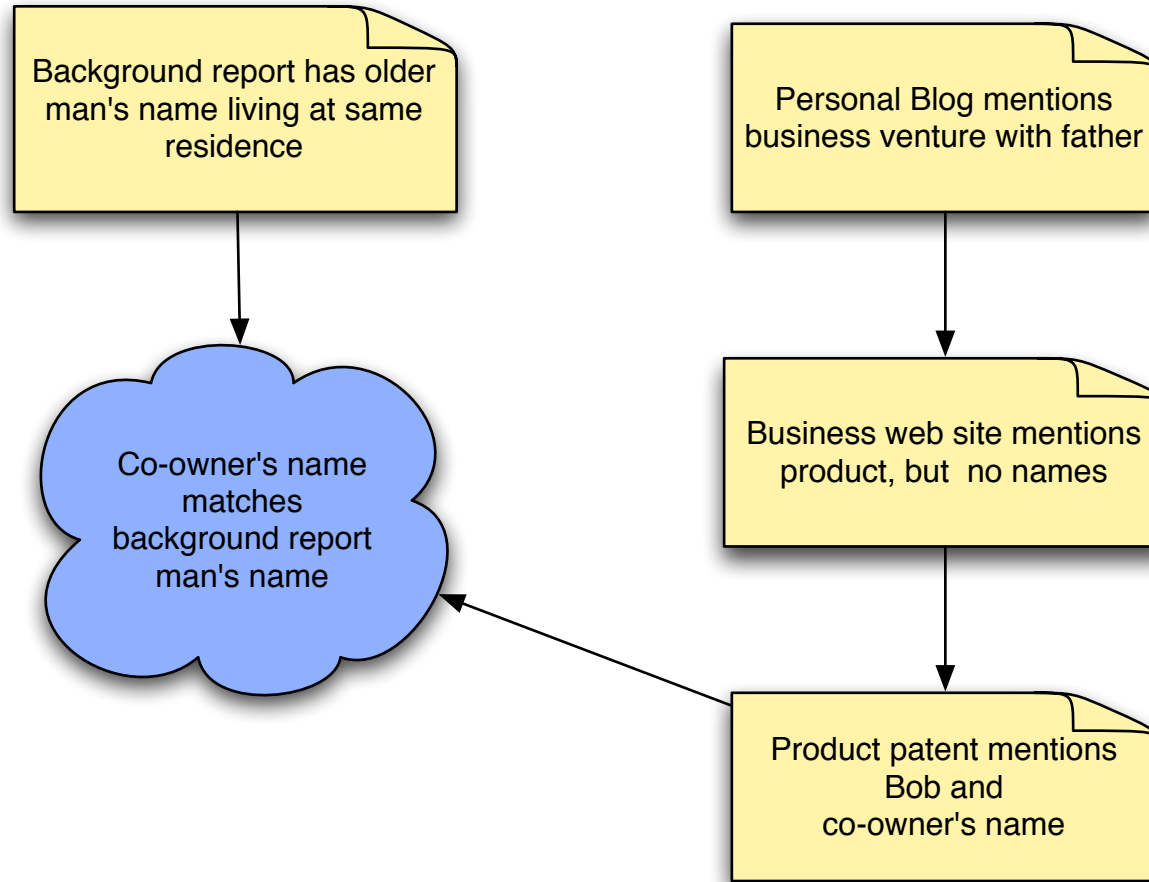 Background report has older
man's name living at same
residence
Personal Blog mentions
business venture with father
Co-owner's name
matches
background report
man's name
Business web site mentions
product, but  no names
Product patent mentions
Bob and
co-owner's name